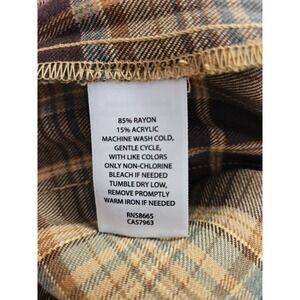 85% RAYON
15% ACRYLIC
MACHINE WASH COLD,
GENTLE CYCLE,
WITH LIKE COLORS
ONLY NON-CHLORINE
BLEACH IF NEEDED
TUMBLE DRY LOW,
REMOVE PROMPTLY
WARM IRON IF NEEDED
RN58665
CA57963